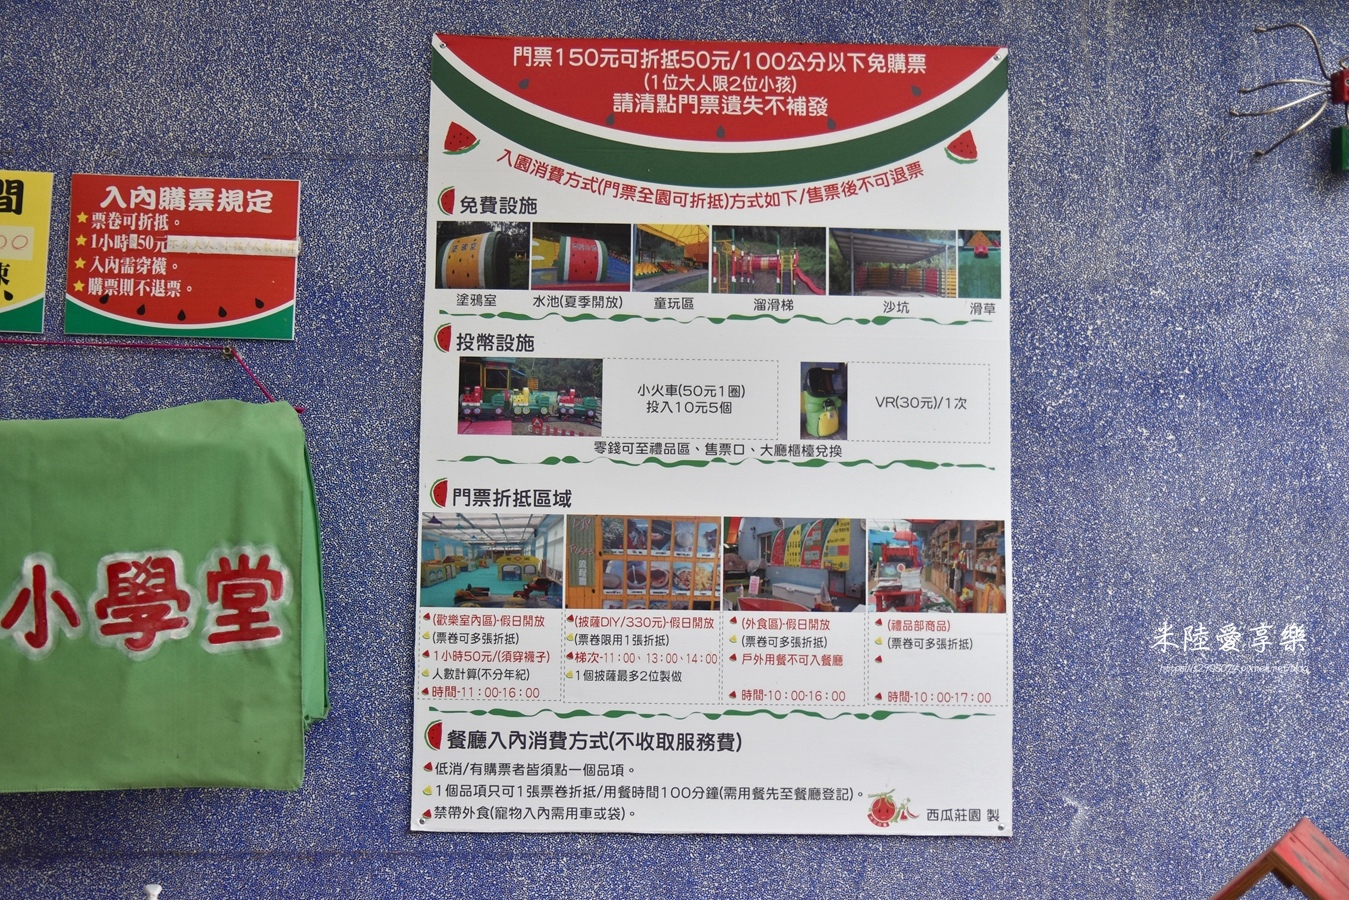 間
入內購票規定
票卷可折抵。
1小時 50元
入內需穿襪。
購票則不退票。
小學堂
門票150元可折抵50元/100公分以下免購票
(1位大人限2位小孩)
請清點門票遺失不補發
入園消費方式(門票全園可折抵)方式如下/售票後不可退票
免費設施
塗鴉室 水池(夏季開放) 童玩區 溜滑梯 沙坑 滑草
投幣設施
小火車(50元1圈)
投入10元5個
VR(30元)/1次
零錢可至禮品區、售票口、大廳櫃檯兌換
門票折抵區域
(歡樂室內區)-假日開放
(票卷可多張折抵)
1小時50元/(須穿襪子)
人數計算(不分年紀)
時間-11：00-16：00
(披薩DIY/330元)-假日開放
(票卷限用1張折抵)
梯次-11：00、13：00、14：00
1個披薩最多2位製做
(外食區)-假日開放
(票卷可多張折抵)
戶外用餐不可入餐廳
時間-10：00-16：00
(禮品部商品)
(票卷可多張折抵)
時間-10：00-17：00
餐廳入內消費方式(不收取服務費)
低消/有購票者皆須點一個品項。
1個品項只可1張票卷折抵/用餐時間100分鐘(需用餐先至餐廳登記)。
禁帶外食(寵物入內需用車或袋)。
西瓜莊園 製
米陸愛享樂